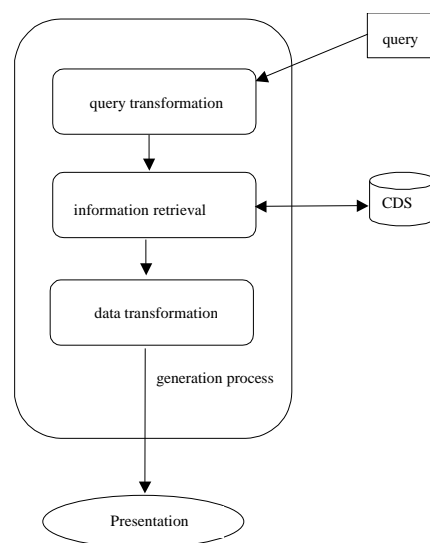 query
query transformation
information retrieval
CDS
data transformation
generation process
Presentation